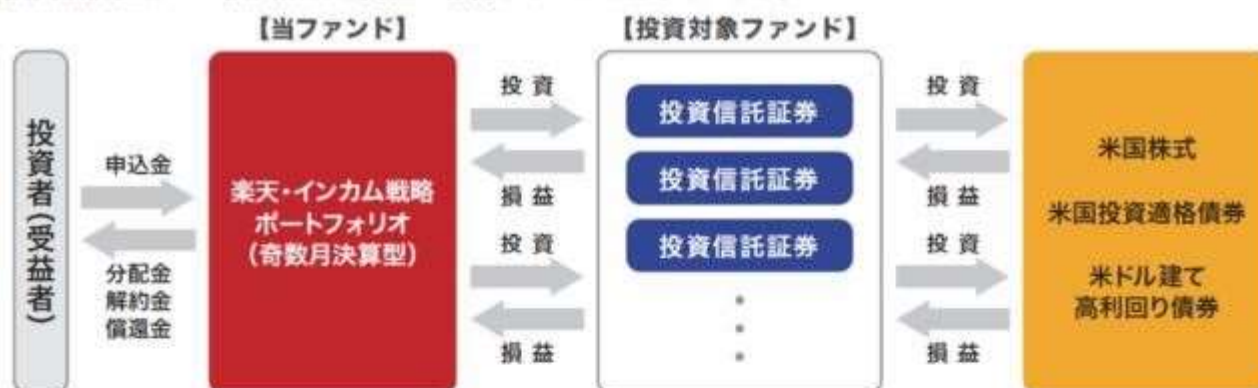 【当ファンド】
【投資対象ファンド】
投資者(受益者)
申込金
分配金
解約金
償還金
楽天・インカム戦略
ポートフォリオ
(奇数月決算型)
投資
損益
投資
損益
投資信託証券
投資信託証券
投資信託証券
投資
損益
投資
損益
米国株式
米国投資適格債券
米ドル建て
高利回り債券